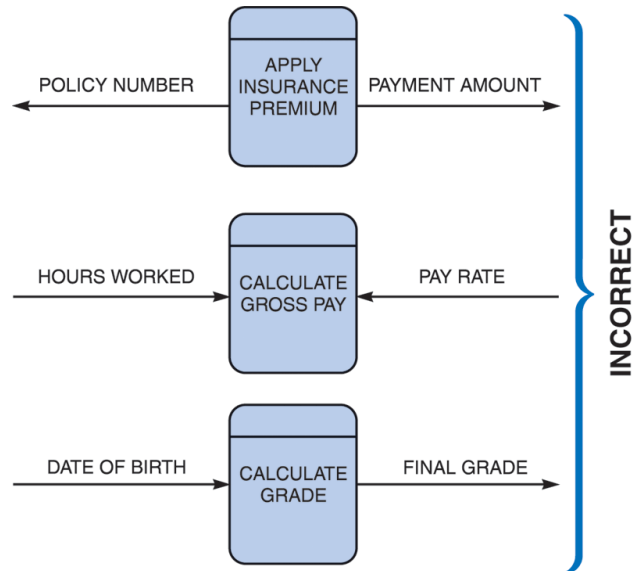 POLICY NUMBER
APPLY
INSURANCE
PREMIUM
PAYMENT AMOUNT
HOURS WORKED
CALCULATE
GROSS PAY
PAY RATE
DATE OF BIRTH
CALCULATE
GRADE
FINAL GRADE
INCORRECT